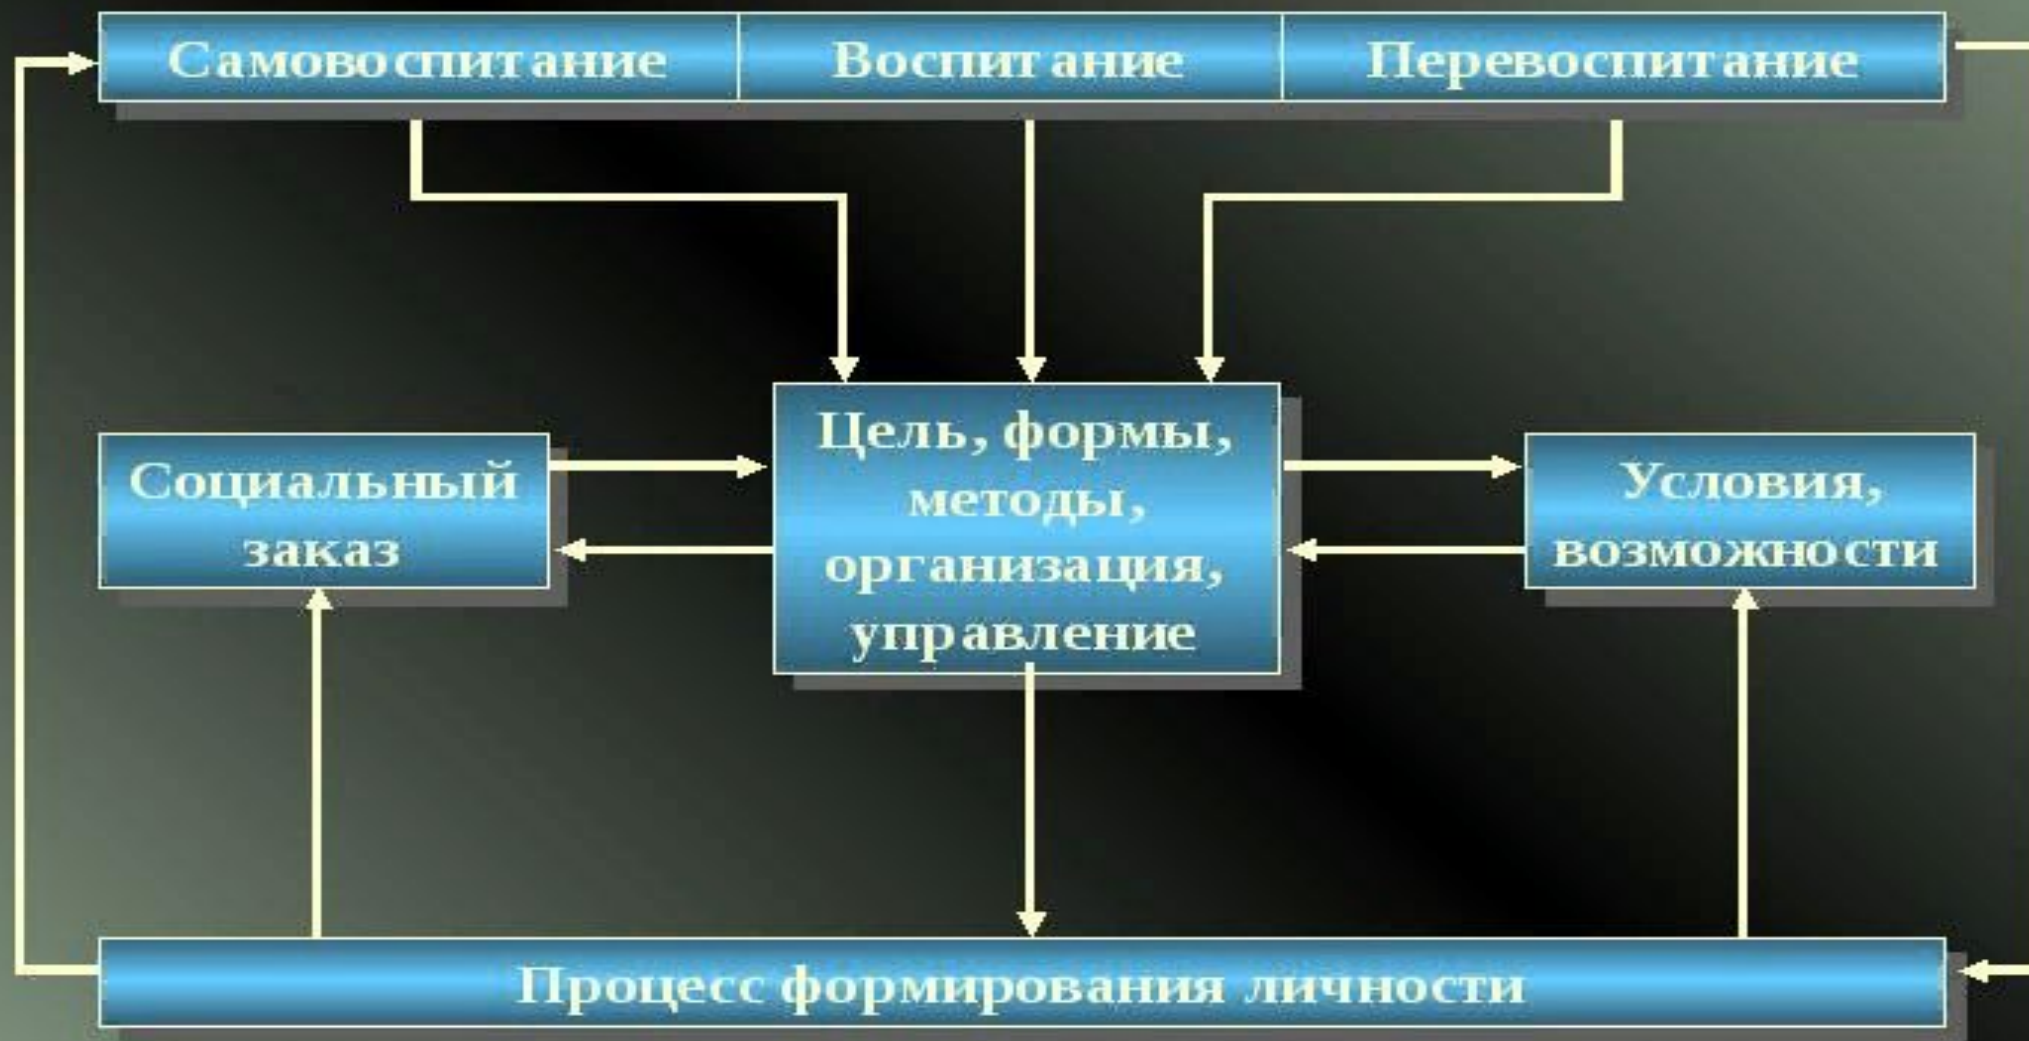 Самовоспитание Воспитание Перевоспитание
Цель, формы,
методы,
организация,
управление
Социальный
заказ
Условия,
возможности
Процесс формирования личности